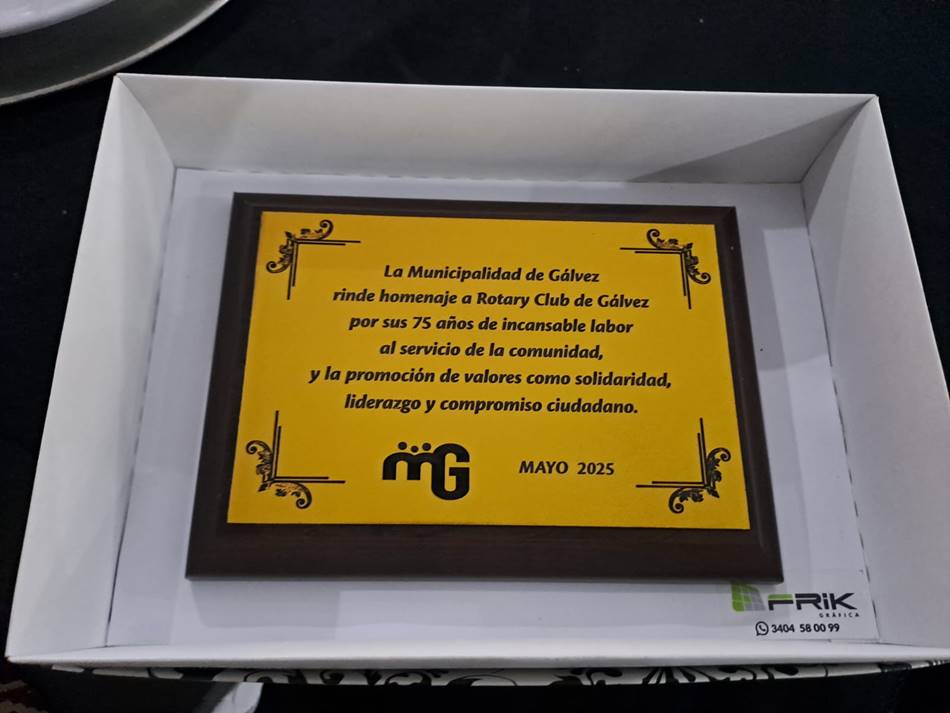 La Municipalidad de Gálvez
rinde homenaje a Rotary Club de Gálvez
por sus 75 años de incansable labor
al servicio de la comunidad,
y la promoción de valores como solidaridad,
liderazgo y compromiso ciudadano.
mG MAYO 2025
FRiK
GRÁFICA
3404 58 00 99